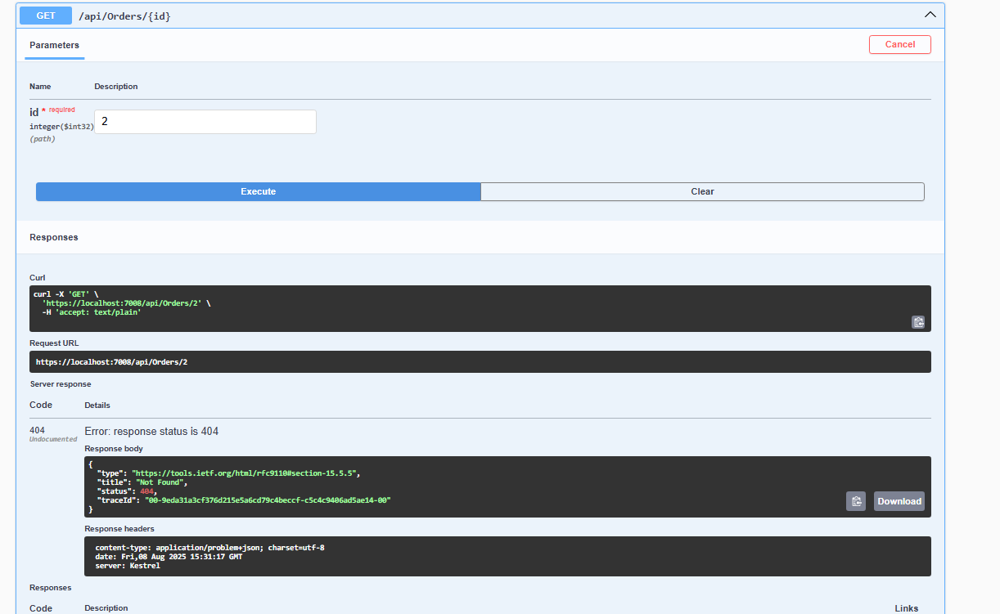 GET /api/Orders/{id}
Parameters
Cancel
Name Description
id * required
integer($int32)
(path)
2
Execute Clear
Responses
Curl
curl -X 'GET' \
'https://localhost:7008/api/Orders/2' \
-H 'accept: text/plain'
Request URL
https://localhost:7008/api/Orders/2
Server response
Code Details
404
Undocumented
Error: response status is 404
Response body
{
"type": "https://tools.ietf.org/html/rfc9110#section-15.5.5",
"title": "Not Found",
"status": 404,
"traceId": "00-9eda31a3cf376d215e5a6cd79c4beccf-c5c4c9406ad5ae14-00"
}
Download
Response headers
content-type: application/problem+json; charset=utf-8
date: Fri,08 Aug 2025 15:31:17 GMT
server: Kestrel
Responses
Code Description Links